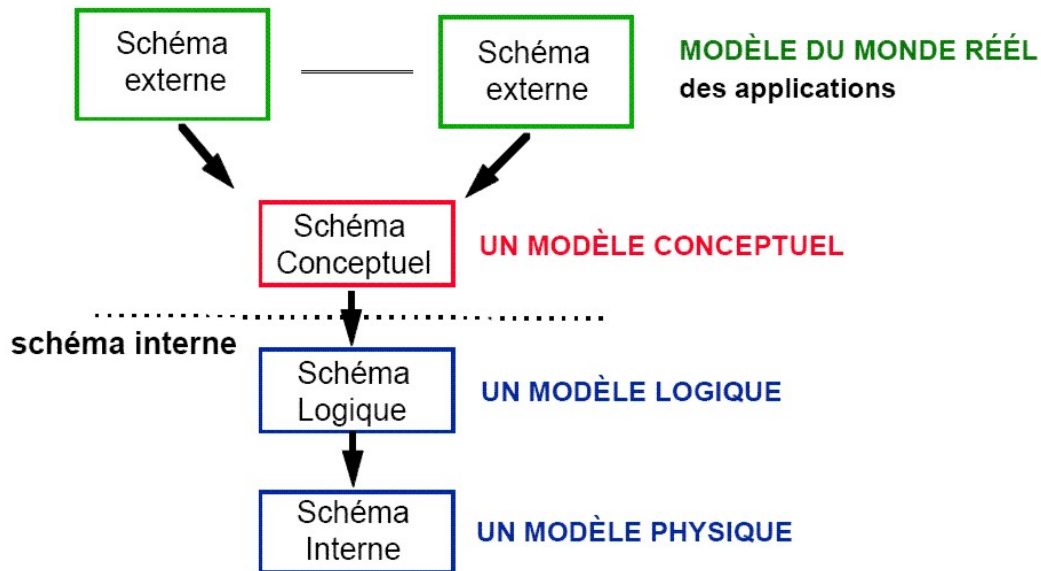 Schéma
externe
Schéma
externe
MODÈLE DU MONDE RÉÉL
des applications
Schéma
Conceptuel
UN MODÈLE CONCEPTUEL
schéma interne
Schéma
Logique
UN MODÈLE LOGIQUE
Schéma
Interne
UN MODÈLE PHYSIQUE